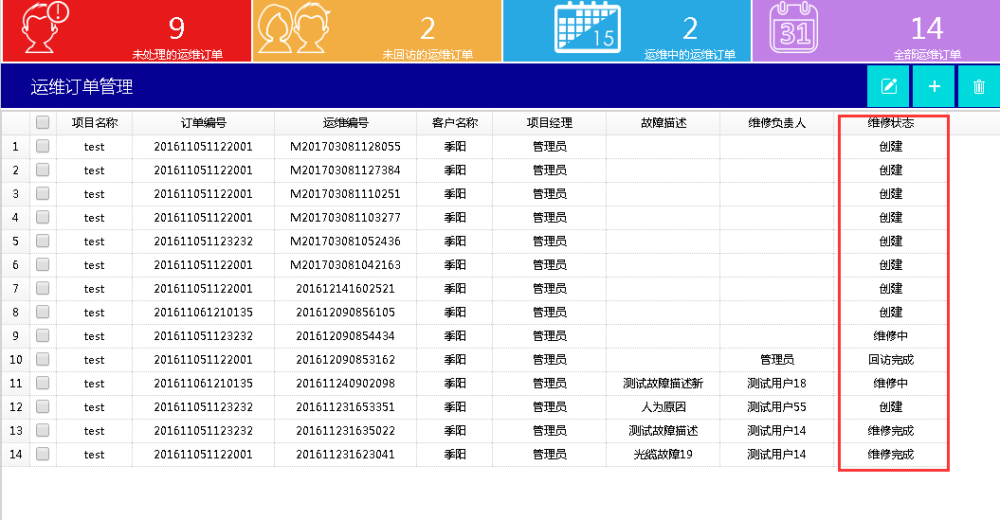 9
未处理的运维订单
2
未回访的运维订单
15
2
运维中的运维订单
31
14
全部运维订单
运维订单管理
项目名称 订单编号 运维编号 客户名称 项目经理 故障描述 维修负责人 维修状态
1 test 201611051122001 M201703081128055 季阳 管理员 创建
2 test 201611051122001 M201703081127384 季阳 管理员 创建
3 test 201611051122001 M201703081110251 季阳 管理员 创建
4 test 201611051122001 M201703081103277 季阳 管理员 创建
5 test 201611051123232 M201703081052436 季阳 管理员 创建
6 test 201611051122001 M201703081042163 季阳 管理员 创建
7 test 201611051122001 201612141602521 季阳 管理员 创建
8 test 201611061210135 201612090856105 季阳 管理员 创建
9 test 201611051123232 201612090854434 季阳 管理员 维修中
10 test 201611051122001 201612090853162 季阳 管理员 管理员 回访完成
11 test 201611061210135 201611240902098 季阳 管理员 测试故障描述新 测试用户18 维修中
12 test 201611051123232 201611231653351 季阳 管理员 人为原因 测试用户55 创建
13 test 201611051123232 201611231635022 季阳 管理员 测试故障描述 测试用户14 维修完成
14 test 201611051122001 201611231623041 季阳 管理员 光缆故障19 测试用户14 维修完成